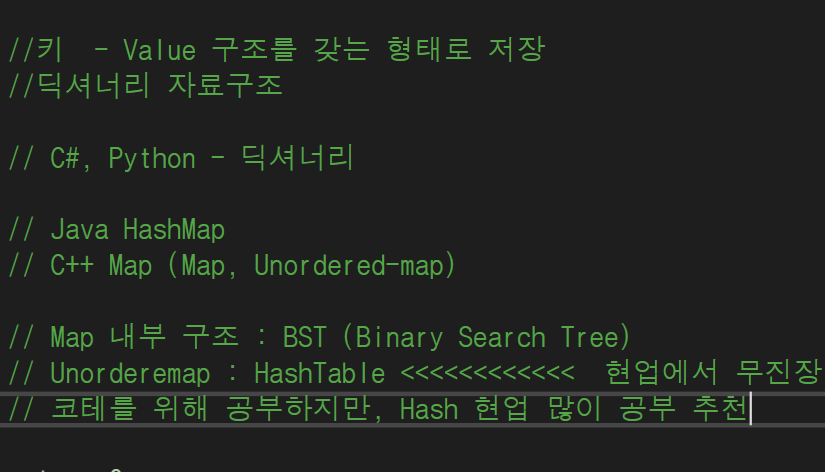 //키  - Value 구조를 갖는 형태로 저장
//딕셔너리 자료구조
// C#, Python - 딕셔너리
// Java HashMap
// C++ Map (Map, Unordered-map)
// Map 내부 구조 : BST (Binary Search Tree)
// Unorderemap : HashTable <<<<<<<<<<<<  현업에서 무진장
// 코테를 위해 공부하지만, Hash 현업 많이 공부 추천